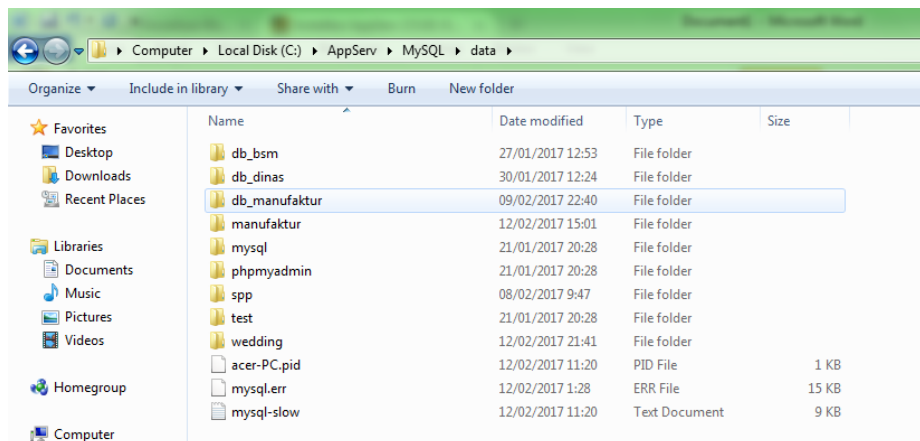 Computer ▸ Local Disk (C:) ▸ AppServ ▸ MySQL ▸ data ▸
Organize Include in library Share with Burn New folder
Favorites
Desktop
Downloads
Recent Places
Libraries
Documents
Music
Pictures
Videos
Homegroup
Computer
Name Date modified Type Size
db_bsm 27/01/2017 12:53 File folder
db_dinas 30/01/2017 12:24 File folder
db_manufaktur 09/02/2017 22:40 File folder
manufaktur 12/02/2017 15:01 File folder
mysql 21/01/2017 20:28 File folder
phpmyadmin 21/01/2017 20:28 File folder
spp 08/02/2017 9:47 File folder
test 21/01/2017 20:28 File folder
wedding 12/02/2017 21:41 File folder
acer-PC.pid 12/02/2017 11:20 PID File 1 KB
mysql.err 12/02/2017 1:28 ERR File 15 KB
mysql-slow 12/02/2017 11:20 Text Document 9 KB